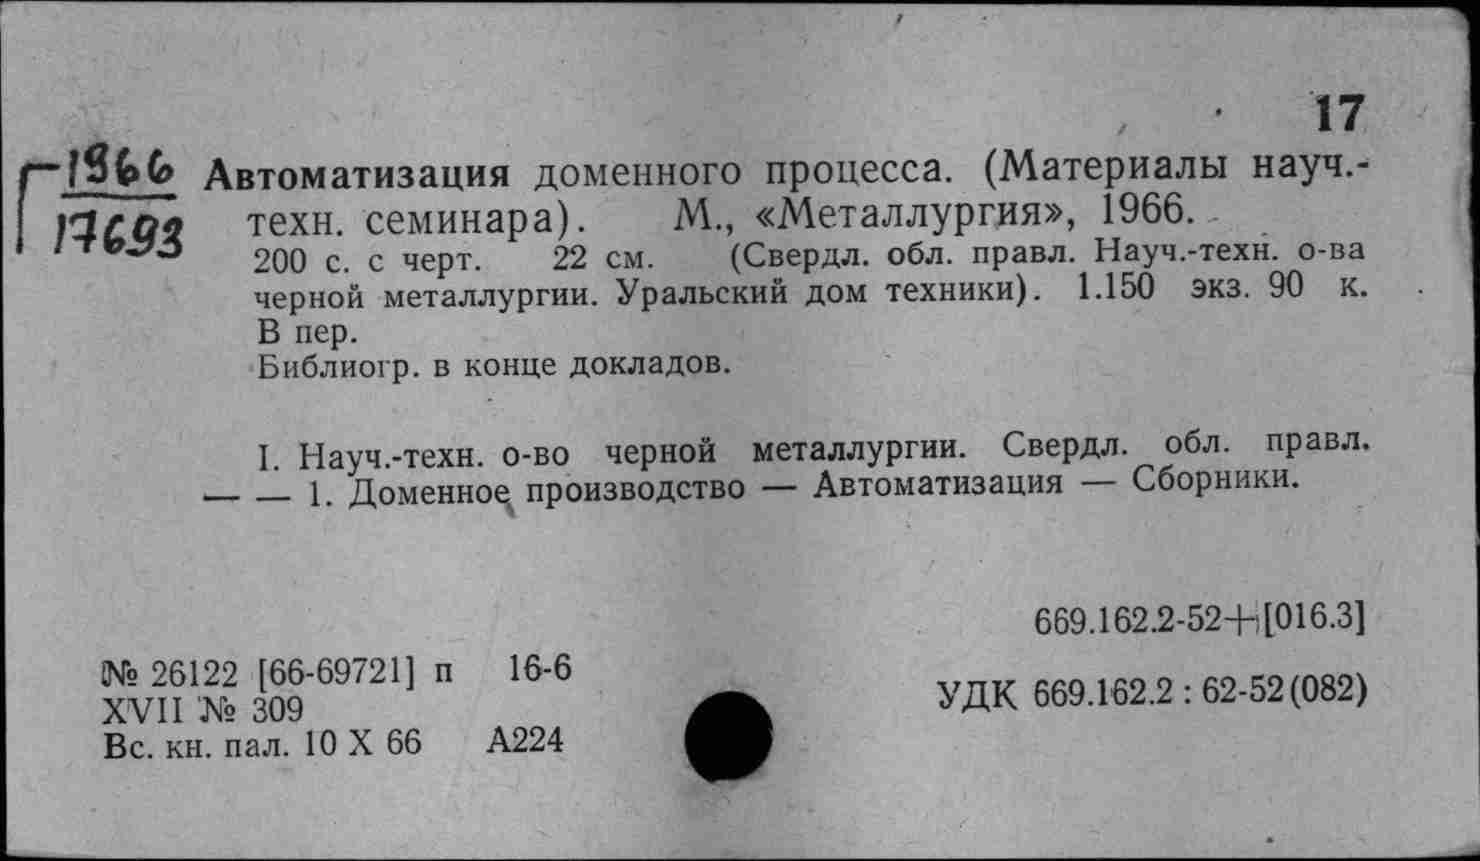 17
Г-1966 Автоматизация доменного процесса. (Материалы науч.-
17693 техн. семинара). М., «Металлургия», 1966.
200 с. с черт. 22 см. (Свердл. обл. правл. Науч.-техн. о-ва
черной металлургии. Уральский дом техники). 1.150 экз. 90 к.
В пер.
Библиогр. в конце докладов.
I. Науч.-техн. о-во черной металлургии. Свердл. обл. правл.
— — 1. Доменное производство — Автоматизация — Сборники.
669.162.2-52+[016.3]
№ 26122 [66-69721] п 16-6
УДК 669.162.2 : 62-52(082)
XVII № 309
Вс. кн. пал. 10 X 66 А224